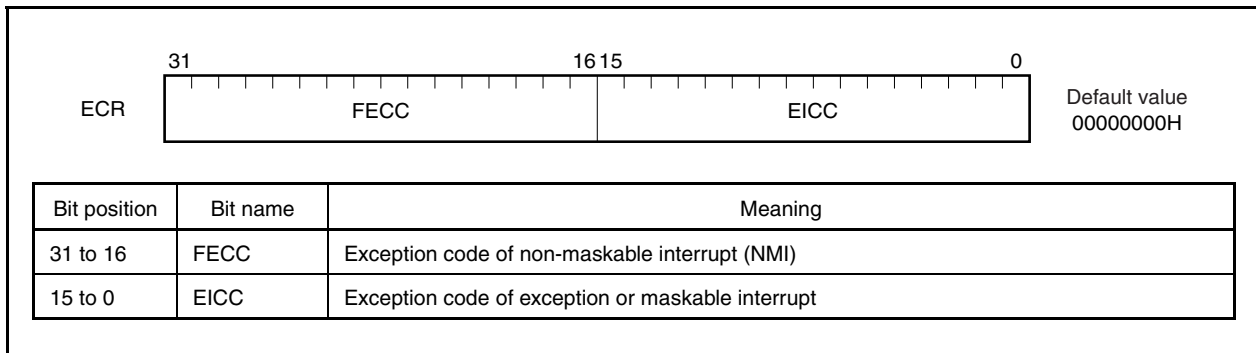 31 16 15 0
ECR FECC EICC Default value
00000000H
Bit position Bit name Meaning
31 to 16 FECC Exception code of non-maskable interrupt (NMI)
15 to 0 EICC Exception code of exception or maskable interrupt